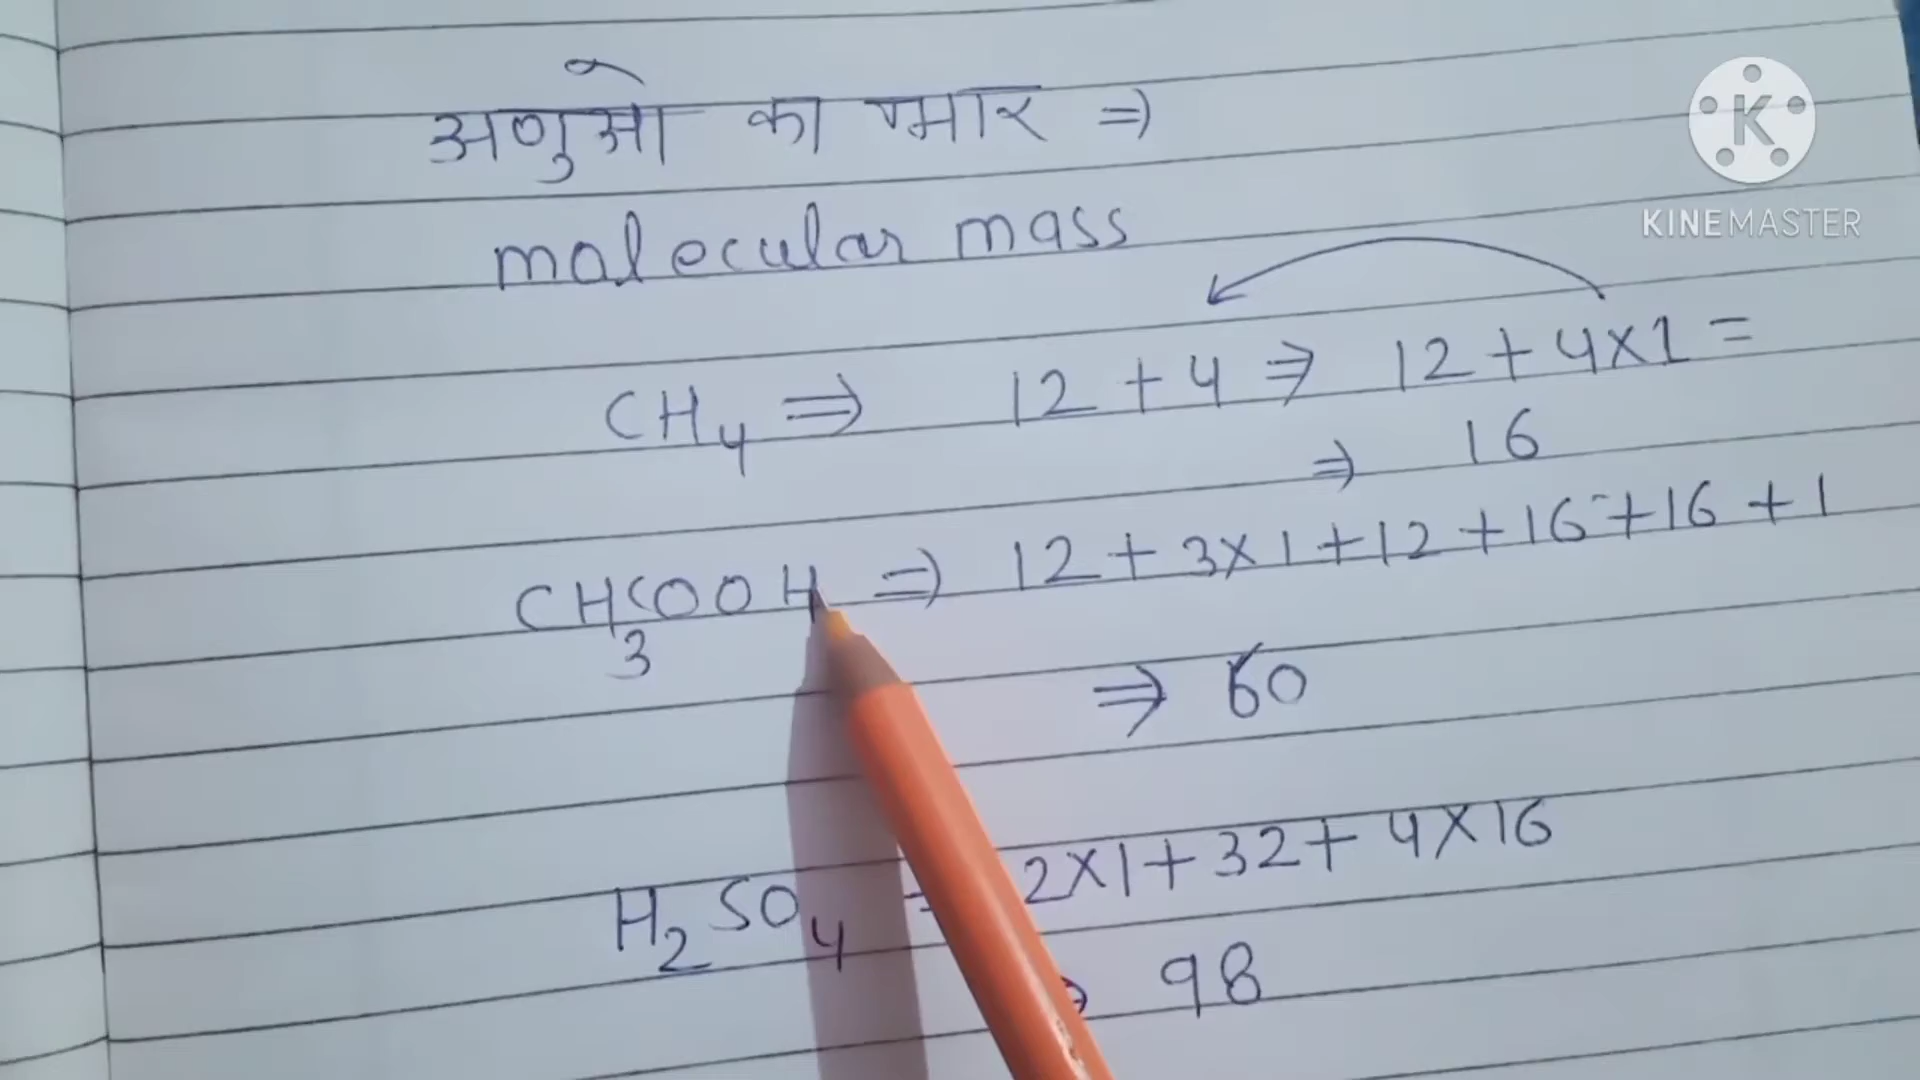 अणुओ का भार ⇒
molecular mass
CH₄ ⇒ 12 + 4 ⇒ 12 + 4×1 =
⇒ 16
CH₃COOH ⇒ 12 + 3×1 + 12 + 16 + 16 + 1
⇒ 60
H₂SO₄ 2×1 + 32 + 4×16
98
K
KINEMASTER